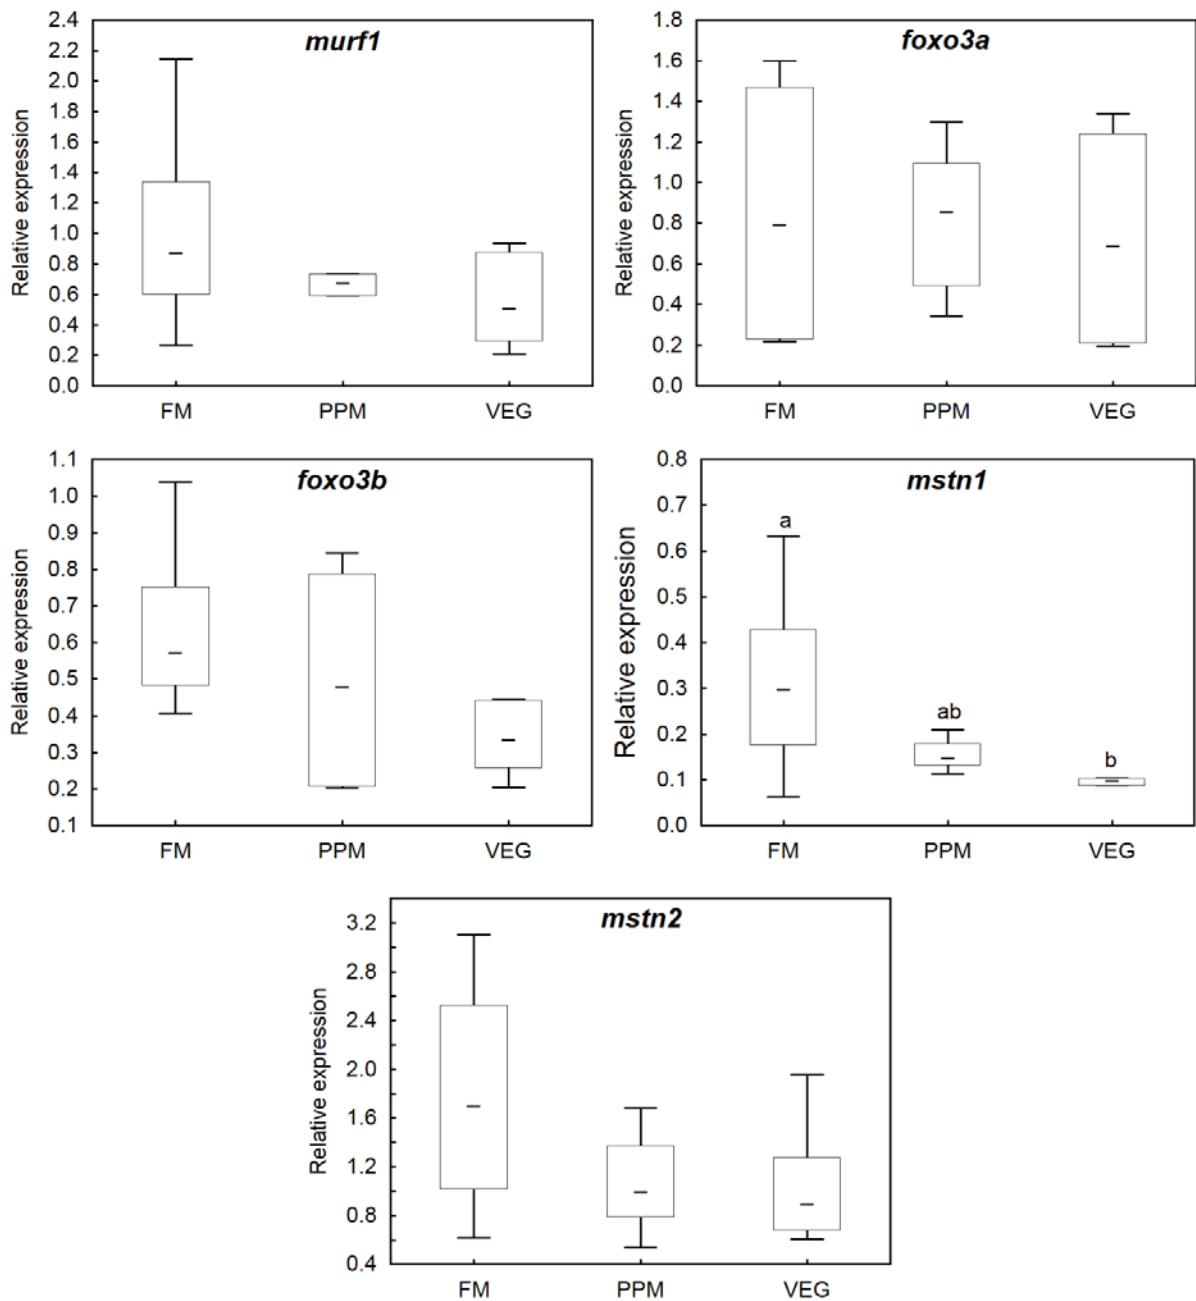 murf1
Relative expression
2.4
2.2
2.0
1.8
1.6
1.4
1.2
1.0
0.8
0.6
0.4
0.2
0.0
FM PPM VEG
foxo3a
Relative expression
1.8
1.6
1.4
1.2
1.0
0.8
0.6
0.4
0.2
0.0
FM PPM VEG
foxo3b
Relative expression
1.1
1.0
0.9
0.8
0.7
0.6
0.5
0.4
0.3
0.2
0.1
FM PPM VEG
mstn1
Relative expression
0.8
0.7
0.6
0.5
0.4
0.3
0.2
0.1
0.0
a
ab
b
FM PPM VEG
mstn2
Relative expression
3.2
2.8
2.4
2.0
1.6
1.2
0.8
0.4
FM PPM VEG